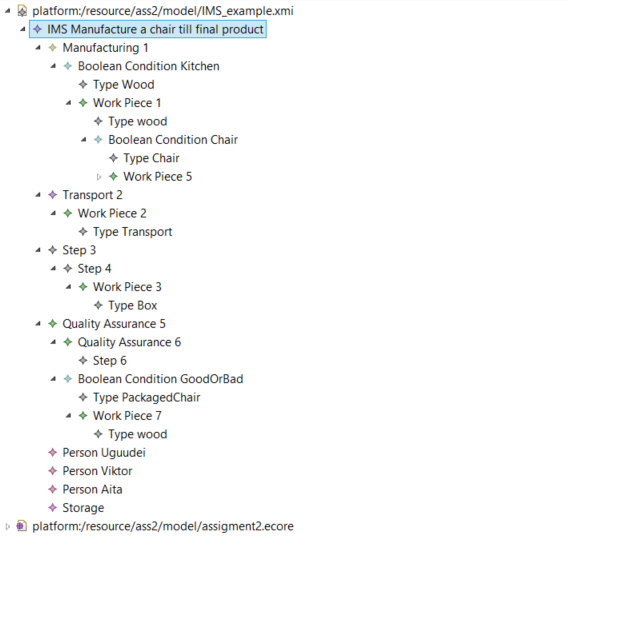 platform:/resource/ass2/model/IMS_example.xmi
IMS Manufacture a chair till final product
Manufacturing 1
Boolean Condition Kitchen
Type Wood
Work Piece 1
Type wood
Boolean Condition Chair
Type Chair
Work Piece 5
Transport 2
Work Piece 2
Type Transport
Step 3
Step 4
Work Piece 3
Type Box
Quality Assurance 5
Quality Assurance 6
Step 6
Boolean Condition GoodOrBad
Type PackagedChair
Work Piece 7
Type wood
Person Uguudei
Person Viktor
Person Aita
Storage
platform:/resource/ass2/model/assigment2.ecore